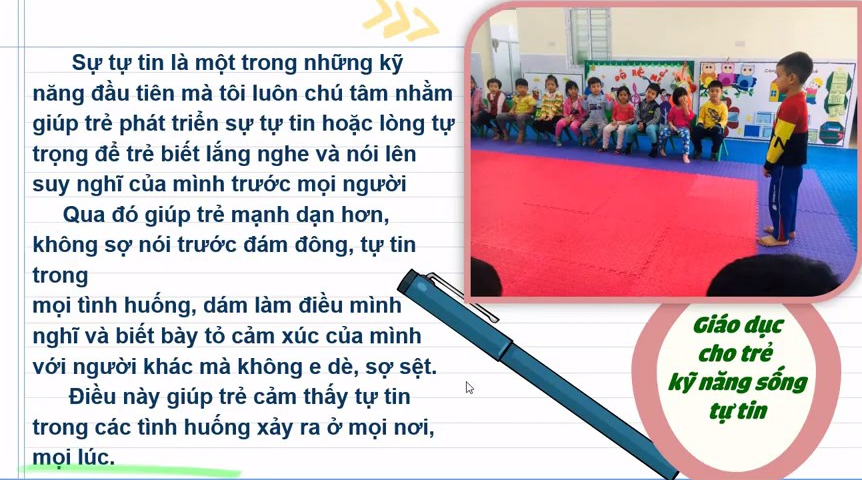 Sự tự tin là một trong những kỹ
năng đầu tiên mà tôi luôn chú tâm nhằm
giúp trẻ phát triển sự tự tin hoặc lòng tự
trọng để trẻ biết lắng nghe và nói lên
suy nghĩ của mình trước mọi người
Qua đó giúp trẻ mạnh dạn hơn,
không sợ nói trước đám đông, tự tin
trong
mọi tình huống, dám làm điều mình
nghĩ và biết bày tỏ cảm xúc của mình
với người khác mà không e dè, sợ sệt.
Điều này giúp trẻ cảm thấy tự tin
trong các tình huống xảy ra ở mọi nơi,
mọi lúc.
Giáo dục
cho trẻ
kỹ năng sống
tự tin